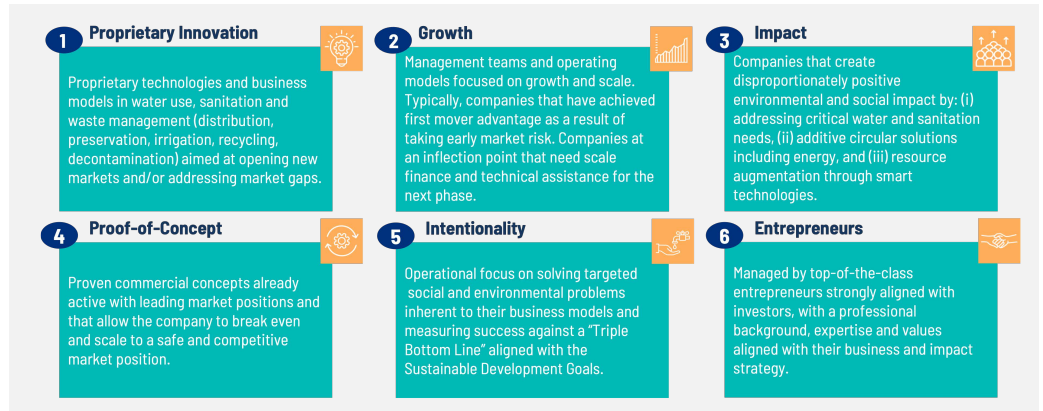 1 Proprietary Innovation
Proprietary technologies and business
models in water use, sanitation and
waste management (distribution,
preservation, irrigation, recycling,
decontamination) aimed at opening new
markets and/or addressing market gaps.
2 Growth
Management teams and operating
models focused on growth and scale.
Typically, companies that have achieved
first mover advantage as a result of
taking early market risk. Companies at
an inflection point that need scale
finance and technical assistance for the
next phase.
3 Impact
Companies that create
disproportionately positive
environmental and social impact by: (i)
addressing critical water and sanitation
needs, (ii) additive circular solutions
including energy, and (iii) resource
augmentation through smart
technologies.
4 Proof-of-Concept
Proven commercial concepts already
active with leading market positions and
that allow the company to break even
and scale to a safe and competitive
market position.
5 Intentionality
Operational focus on solving targeted
social and environmental problems
inherent to their business models and
measuring success against a “Triple
Bottom Line” aligned with the
Sustainable Development Goals.
6 Entrepreneurs
Managed by top-of-the-class
entrepreneurs strongly aligned with
investors, with a professional
background, expertise and values
aligned with their business and impact
strategy.